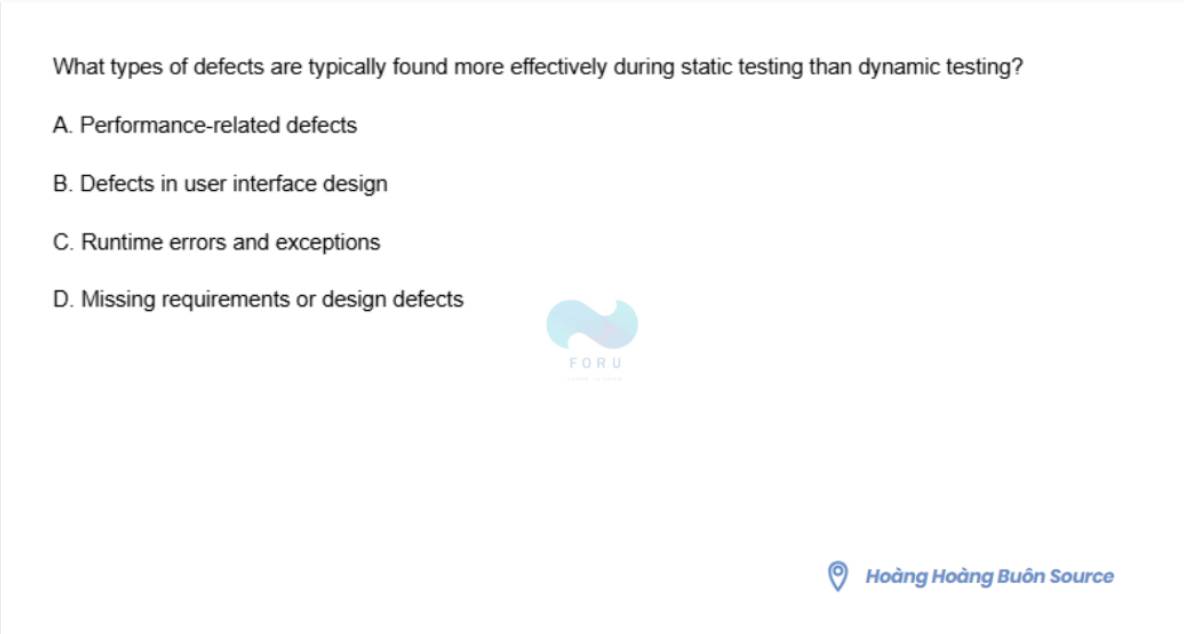 What types of defects are typically found more effectively during static testing than dynamic testing?
A. Performance-related defects
B. Defects in user interface design
C. Runtime errors and exceptions
D. Missing requirements or design defects
FORU
Hoàng Hoàng Buôn Source